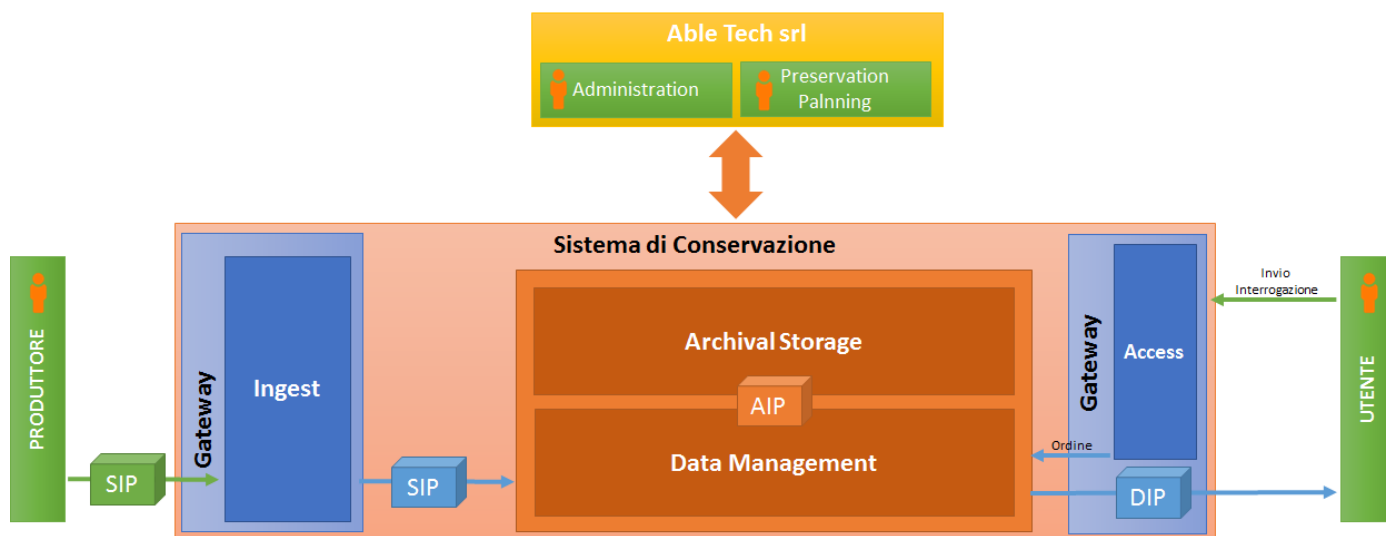 Able Tech srl
Administration
Preservation
Palnning
Sistema di Conservazione
PRODUTTORE
SIP
Gateway
Ingest
SIP
Archival Storage
AIP
Data Management
Gateway
Access
Ordine
DIP
Invio
Interrogazione
UTENTE